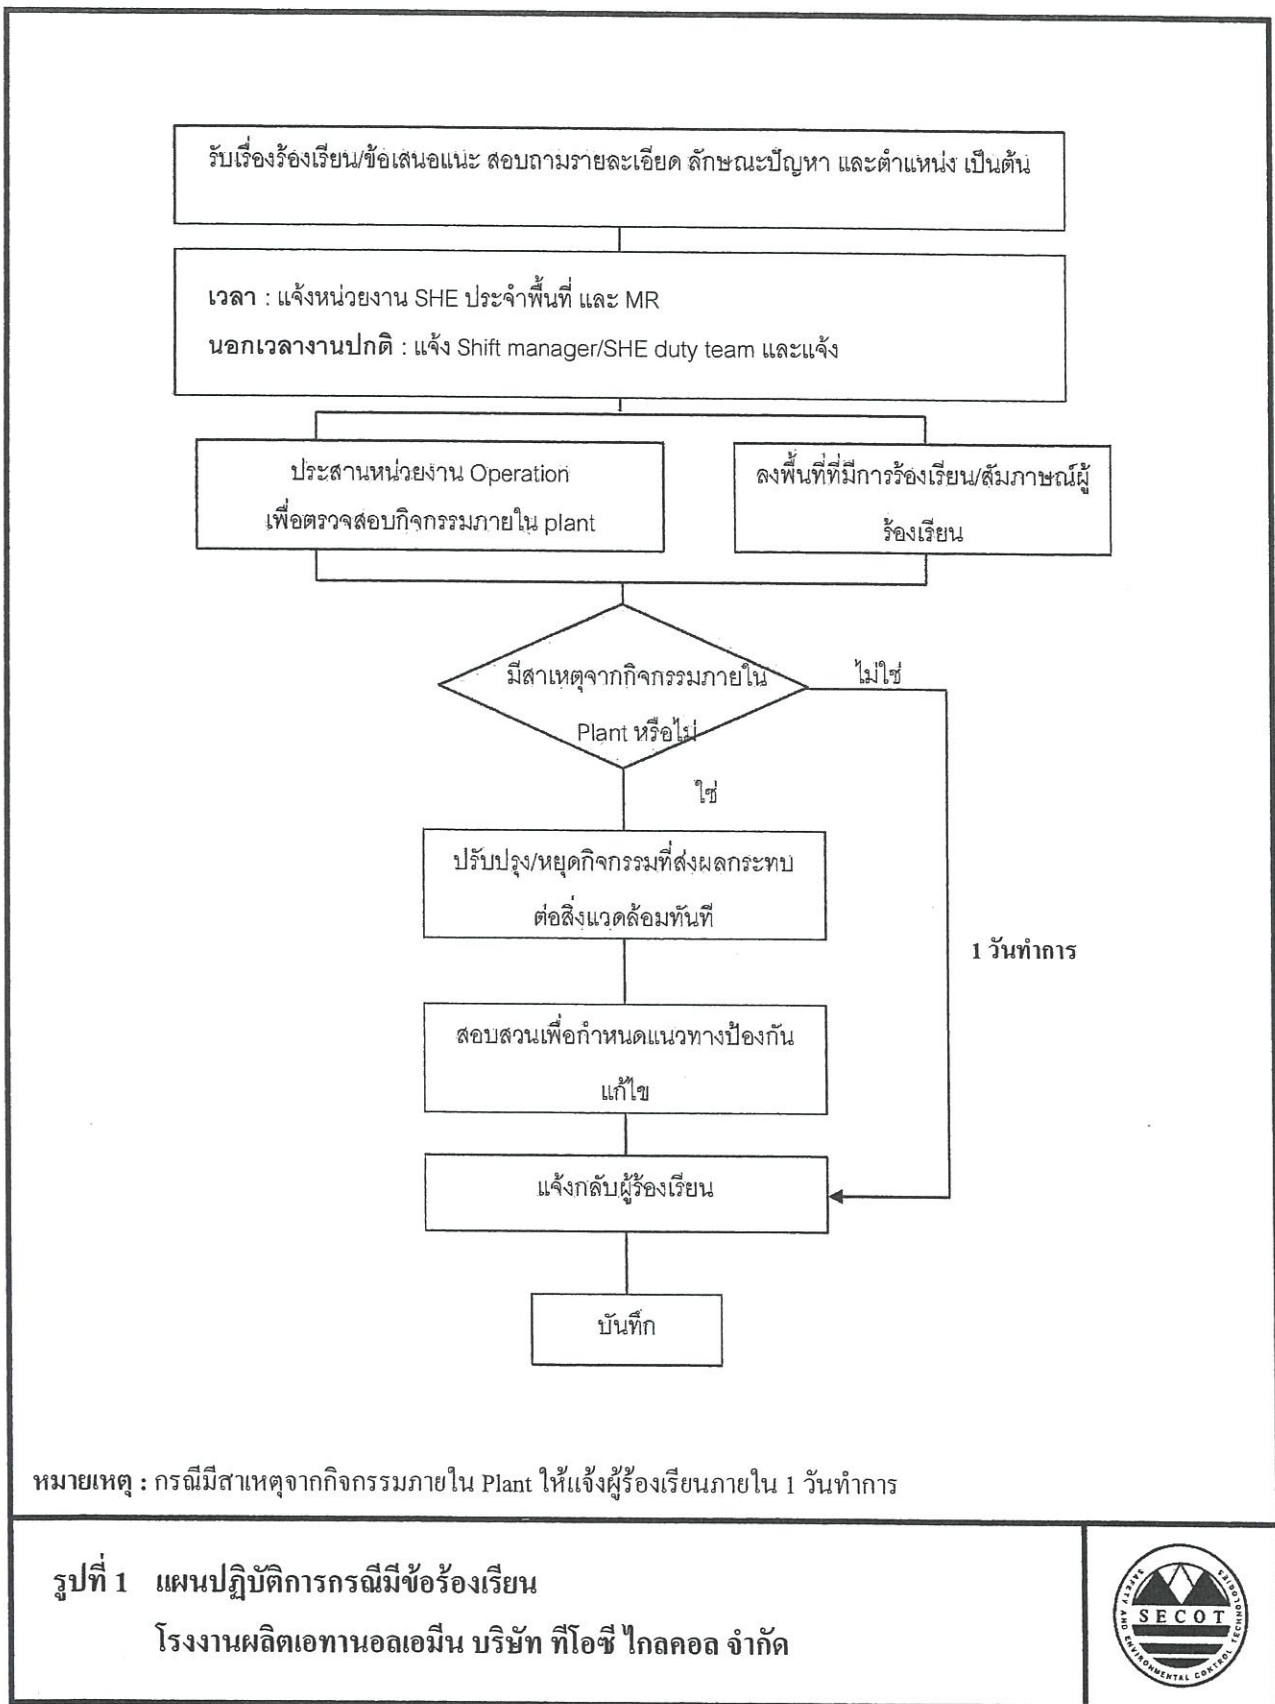 รับเรื่องร้องเรียน/ข้อเสนอแนะ สอบถามรายละเอียด ลักษณะปัญหา และตำแหน่ง เป็นต้น
เวลา : แจ้งหน่วยงาน SHE ประจำพื้นที่ และ MR
นอกเวลางานปกติ : แจ้ง Shift manager/SHE duty team และแจ้ง
ประสานหน่วยงาน Operation
เพื่อตรวจสอบกิจกรรมภายใน plant
ลงพื้นที่ที่มีการร้องเรียน/สัมภาษณ์ผู้
ร้องเรียน
มีสาเหตุจากกิจกรรมภายใน
Plant หรือไม่
ไม่ใช่
ใช่
ปรับปรุง/หยุดกิจกรรมที่ส่งผลกระทบ
ต่อสิ่งแวดล้อมทันที
1 วันทำการ
สอบสวนเพื่อกำหนดแนวทางป้องกัน
แก้ไข
แจ้งกลับผู้ร้องเรียน
บันทึก
หมายเหตุ : กรณีมีสาเหตุจากกิจกรรมภายใน Plant ให้แจ้งผู้ร้องเรียนภายใน 1 วันทำการ
รูปที่ 1 แผนปฏิบัติการกรณีมีข้อร้องเรียน
โรงงานผลิตเอทานอลเอมีน บริษัท ทีโอซี ไกลคอล จำกัด
SECOT
SAFETY AND ENVIRONMENTAL CONTROL TECHNOLOGIES